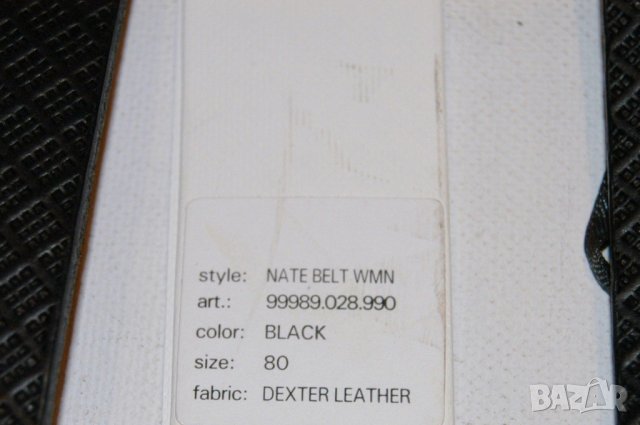 style: NATE BELT WMN
art.: 99989.028.990
color: BLACK
size: 80
fabric: DEXTER LEATHER
BAZAR